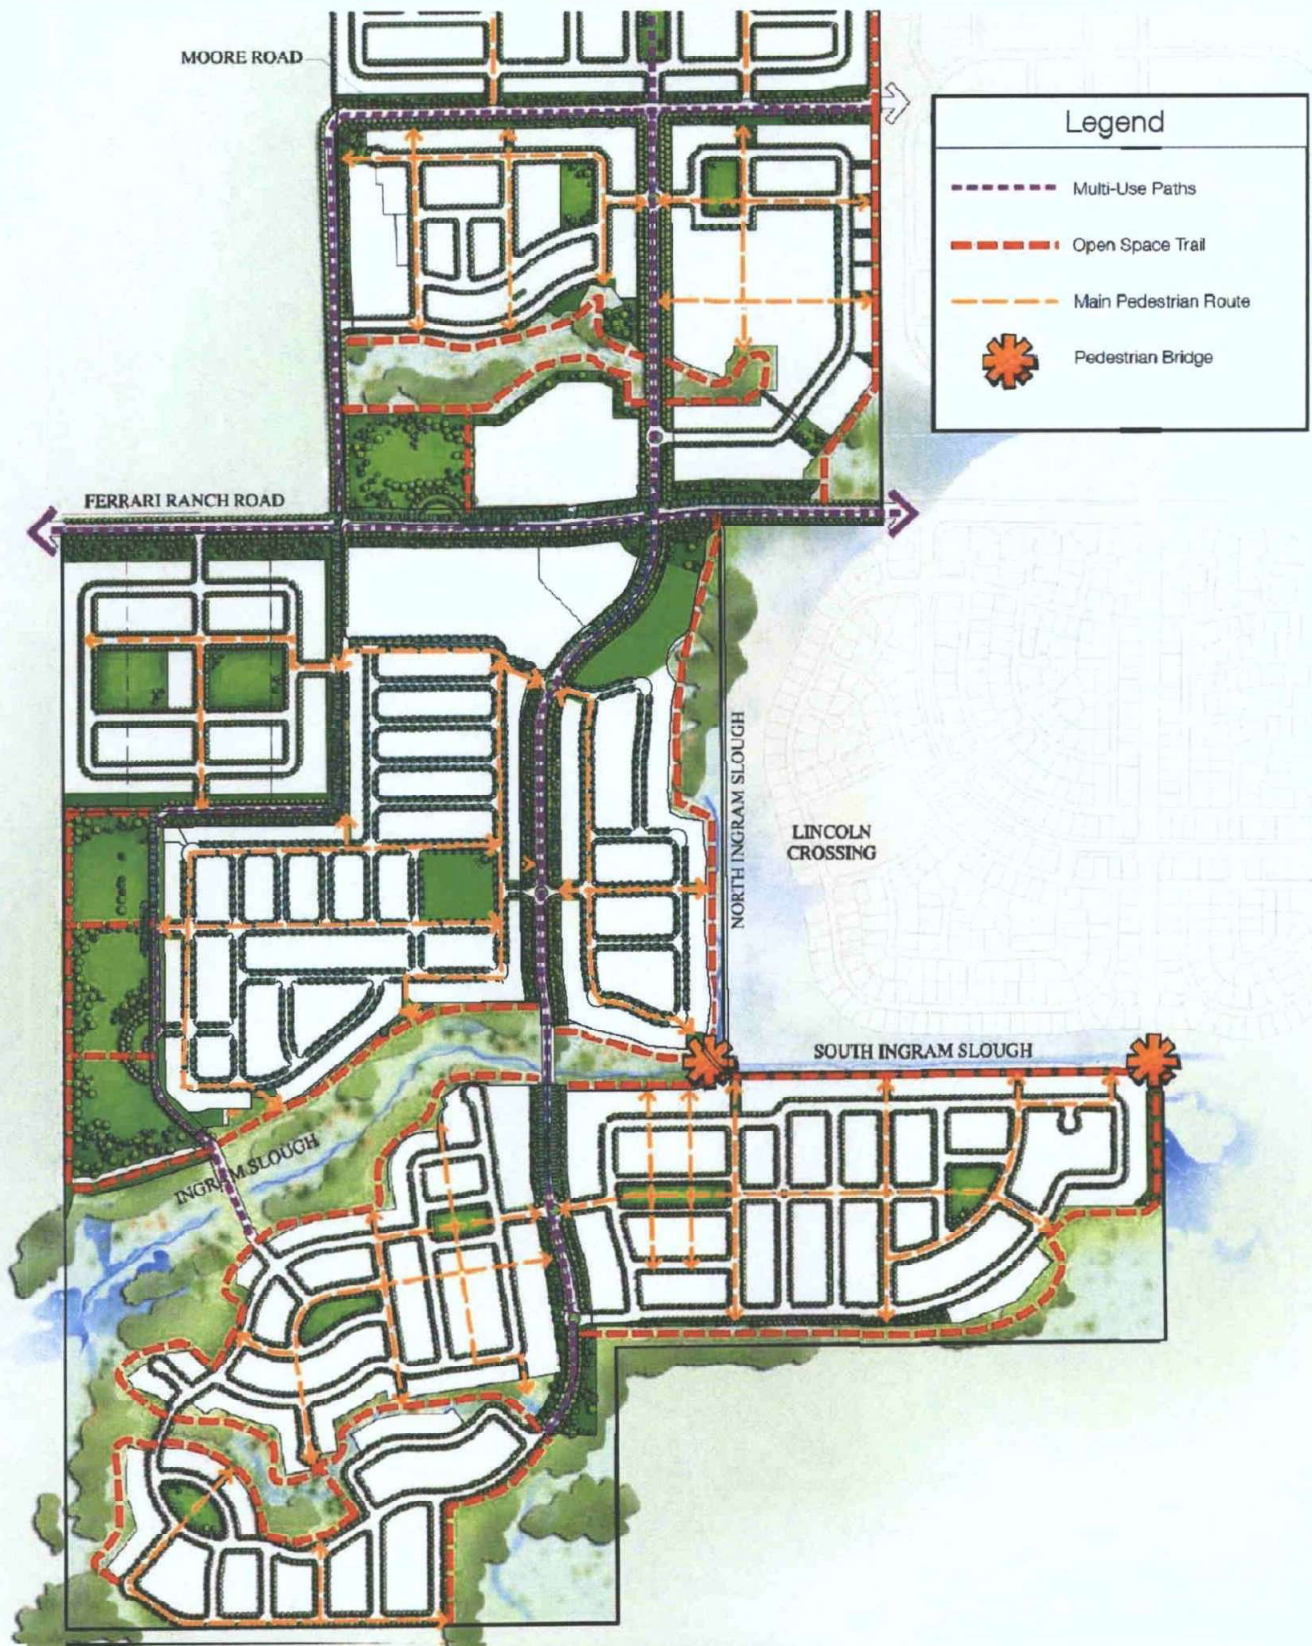 MOORE ROAD
Legend
Multi-Use Paths
Open Space Trail
Main Pedestrian Route
Pedestrian Bridge
FERRARI RANCH ROAD
NORTH INGRAM SLOUGH
LINCOLN
CROSSING
SOUTH INGRAM SLOUGH
INGRAM SLOUGH